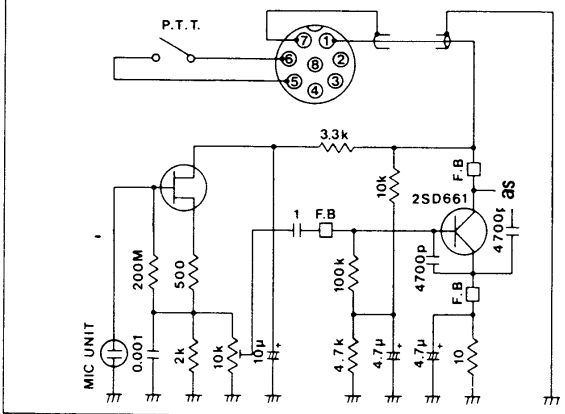 P.T.T.
7
1
6
8
2
5
4
3
3.3k
10k
F.B
2SD661
as
4700p
1
F.B
4700p
100k
F.B
200M
500
MIC UNIT
0.001
2k
10k
10μ
+
4.7k
4.7μ
+
4.7μ
+
10